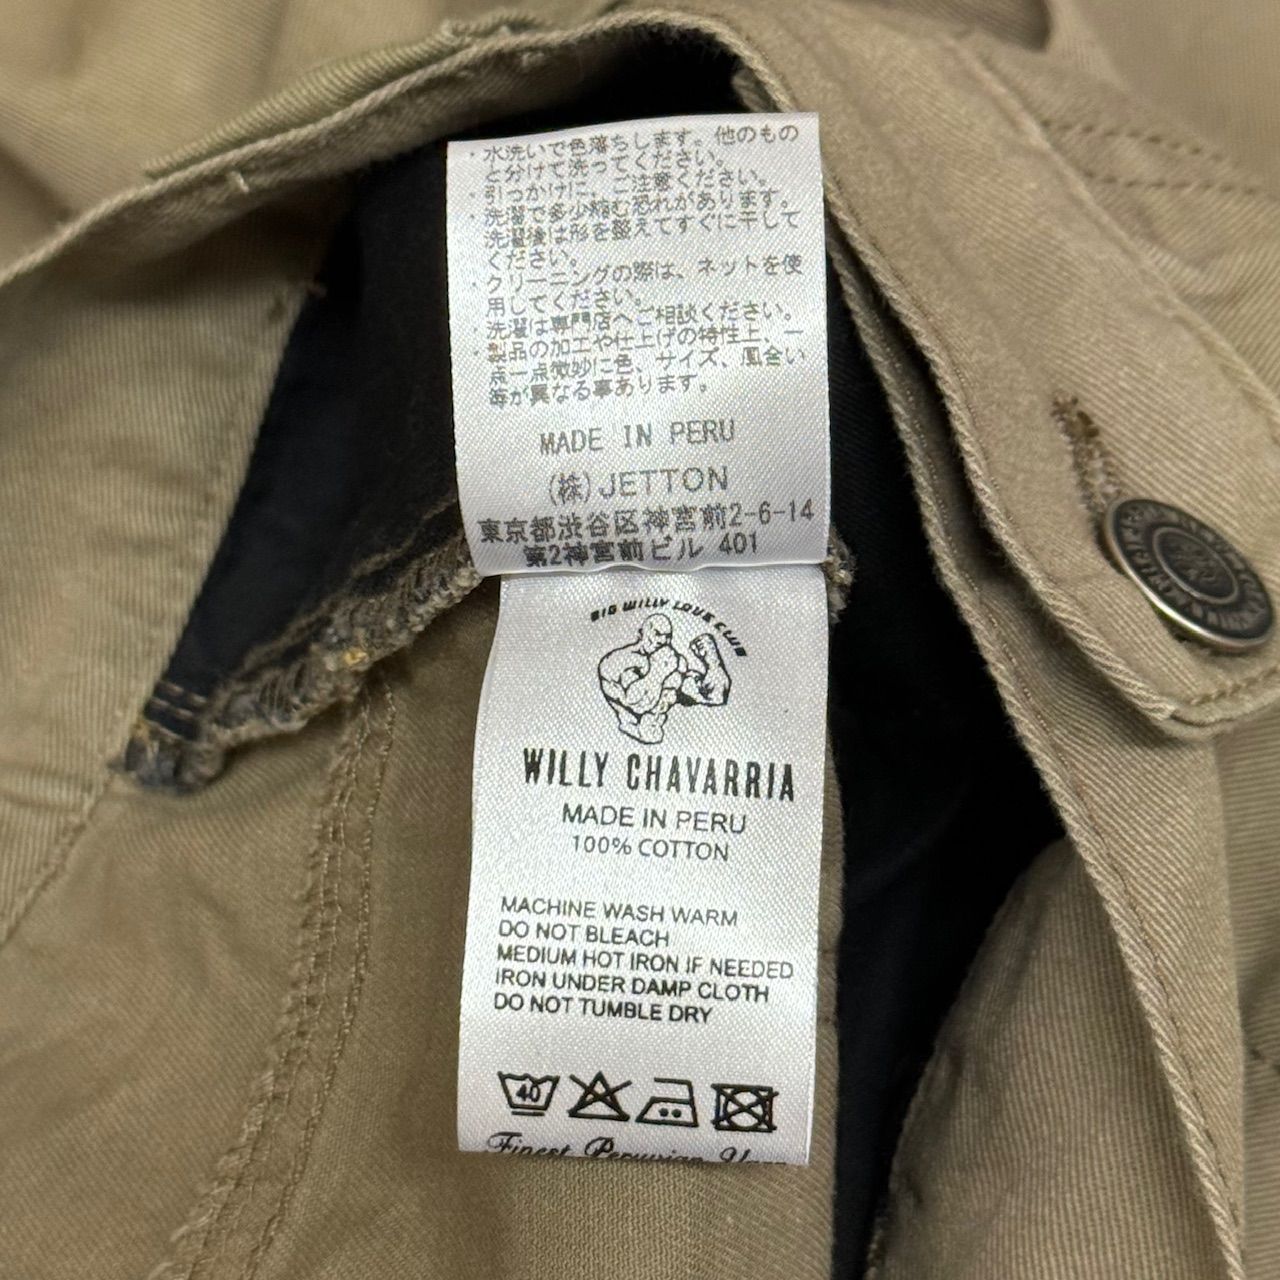 ・水洗いで色落ちします。他のもの
と分けて洗ってください。
・引っかけに、ご注意ください。
・洗濯で多少縮む恐れがあります。
洗濯後は形を整えてすぐに干して
ください。
・クリーニングの際は、ネットを使
用してください。
・洗濯は専門店へご相談ください。
・製品の加工や仕上げの特性上、一
点一点微妙に色、サイズ、風合い
等が異なる事あります。
MADE IN PERU
(株)JETTON
東京都渋谷区神宮前2-6-14
第2神宮前ビル 401
BIG WILLY LOVE CLUB
WILLY CHAVARRIA
MADE IN PERU
100% COTTON
MACHINE WASH WARM
DO NOT BLEACH
MEDIUM HOT IRON IF NEEDED
IRON UNDER DAMP CLOTH
DO NOT TUMBLE DRY
40
Finest Peruvian